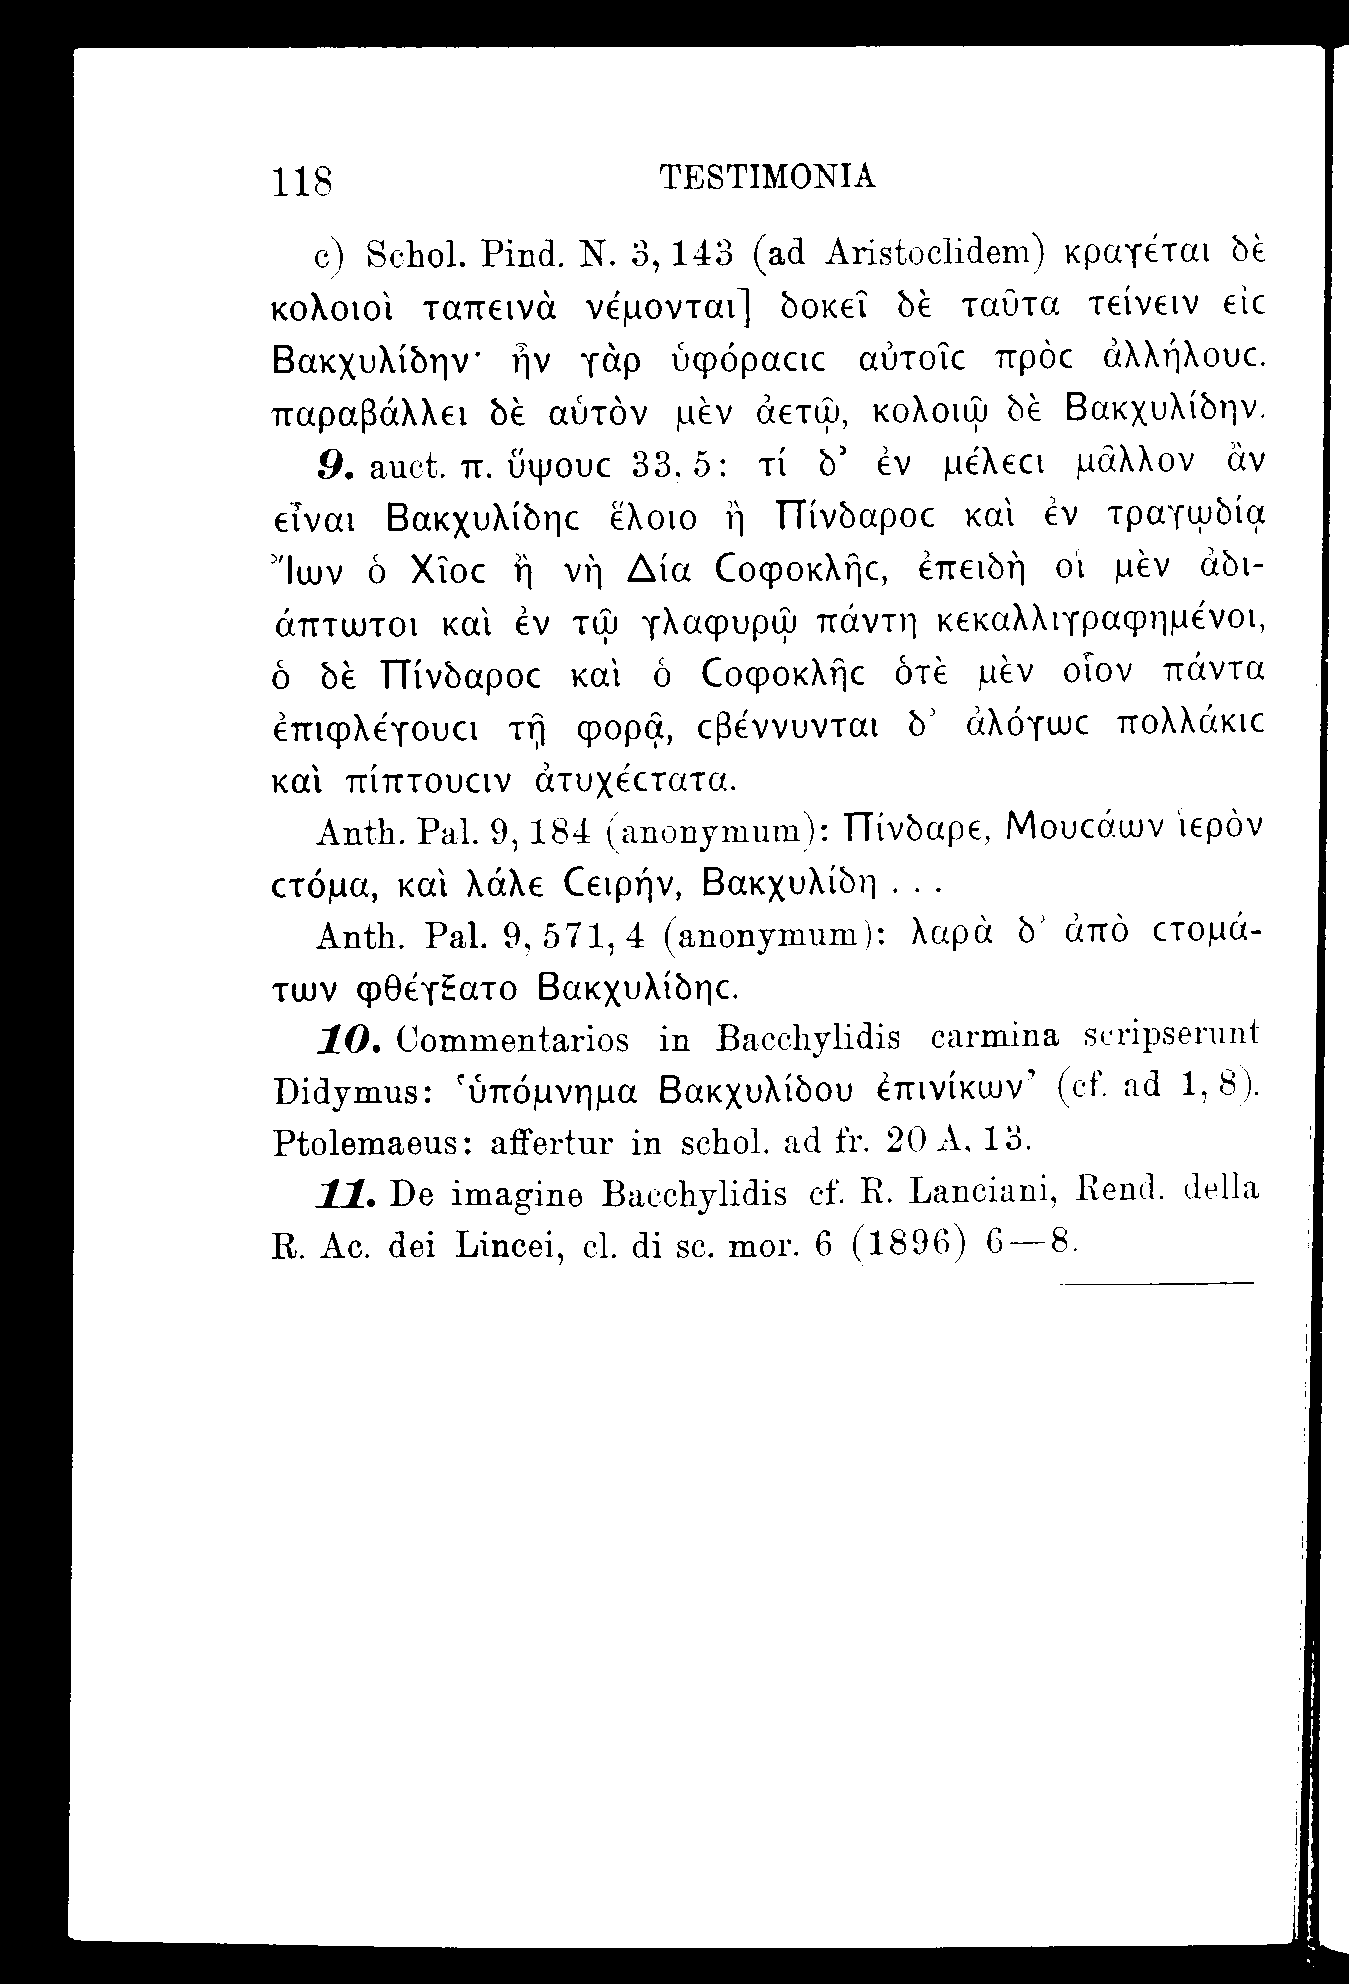 118 TESTIMONIA
c) Schol. Pind. N. 3, 143 (ad Aristoclidem) κραγέται δὲ
κολοιοὶ ταπεινὰ νέμονται] δοκεῖ δὲ ταῦτα τείνειν εἰϲ
Βακχυλίδην· ἦν γὰρ ὑφόραϲιϲ αὐτοῖϲ πρὸϲ ἀλλήλουϲ.
παραβάλλει δὲ αὑτὸν μὲν ἀετῷ, κολοιῷ δὲ Βακχυλίδην.
9. auct. π. ὕψουϲ 33, 5: τί δ’ ἐν μέλεϲι μᾶλλον ἂν
εἶναι Βακχυλίδηϲ ἕλοιο ἢ Πίνδαροϲ καὶ ἐν τραγῳδίᾳ
Ἴων ὁ Χῖοϲ ἢ νὴ Δία Ϲοφοκλῆϲ, ἐπειδὴ οἱ μὲν ἀδι-
άπτωτοι καὶ ἐν τῷ γλαφυρῷ πάντη κεκαλλιγραφημένοι,
ὁ δὲ Πίνδαροϲ καὶ ὁ Ϲοφοκλῆϲ ὁτὲ μὲν οἷον πάντα
ἐπιφλέγουϲι τῇ φορᾷ, ϲβέννυνται δ’ ἀλόγωϲ πολλάκιϲ
καὶ πίπτουϲιν ἀτυχέϲτατα.
Anth. Pal. 9, 184 (anonymum): Πίνδαρε, Μουϲάων ἱερὸν
ϲτόμα, καὶ λάλε Ϲειρήν, Βακχυλίδη . . .
Anth. Pal. 9, 571, 4 (anonymum): λαρὰ δ’ ἀπὸ ϲτομά-
των φθέγξατο Βακχυλίδηϲ.
10. Commentarios in Bacchylidis carmina scripserunt
Didymus: ‘ὑπόμνημα Βακχυλίδου ἐπινίκων’ (cf. ad 1, 8).
Ptolemaeus: affertur in schol. ad fr. 20 A, 13.
11. De imagine Bacchylidis cf. R. Lanciani, Rend. della
R. Ac. dei Lincei, cl. di sc. mor. 6 (1896) 6—8.